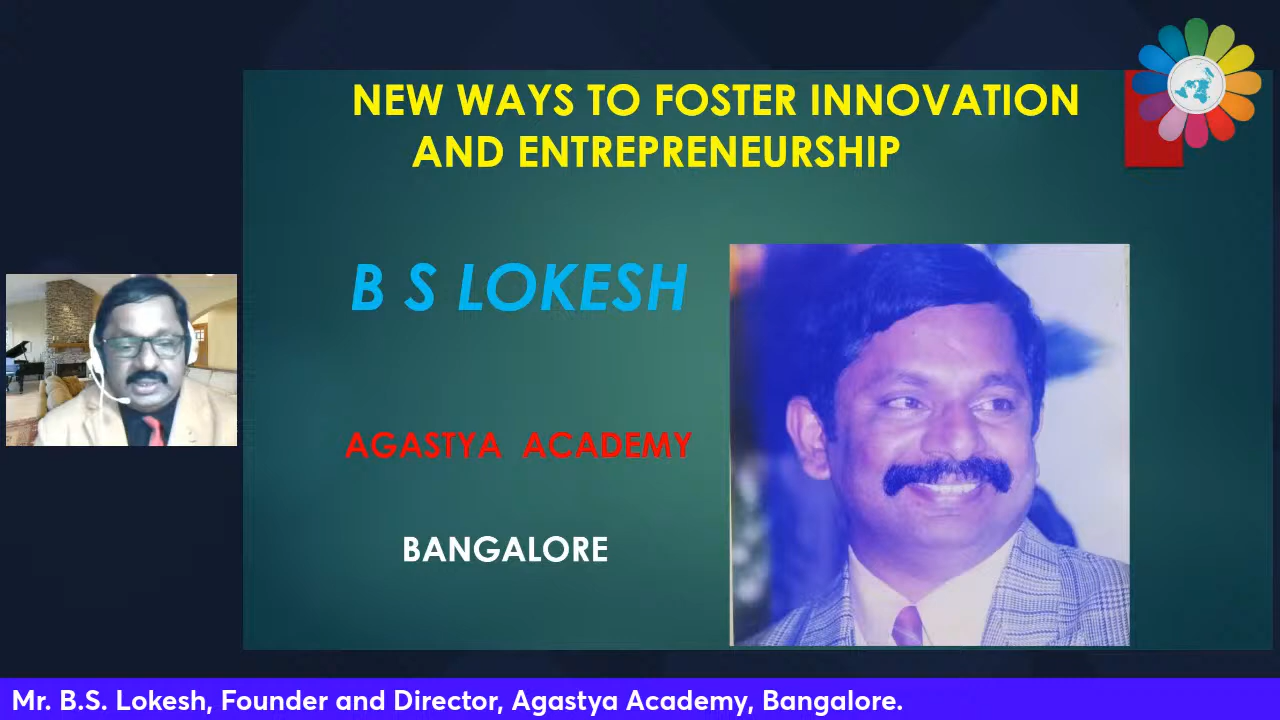 NEW WAYS TO FOSTER INNOVATION
AND ENTREPRENEURSHIP
B S LOKESH
AGASTYA ACADEMY
BANGALORE
Mr. B.S. Lokesh, Founder and Director, Agastya Academy, Bangalore.